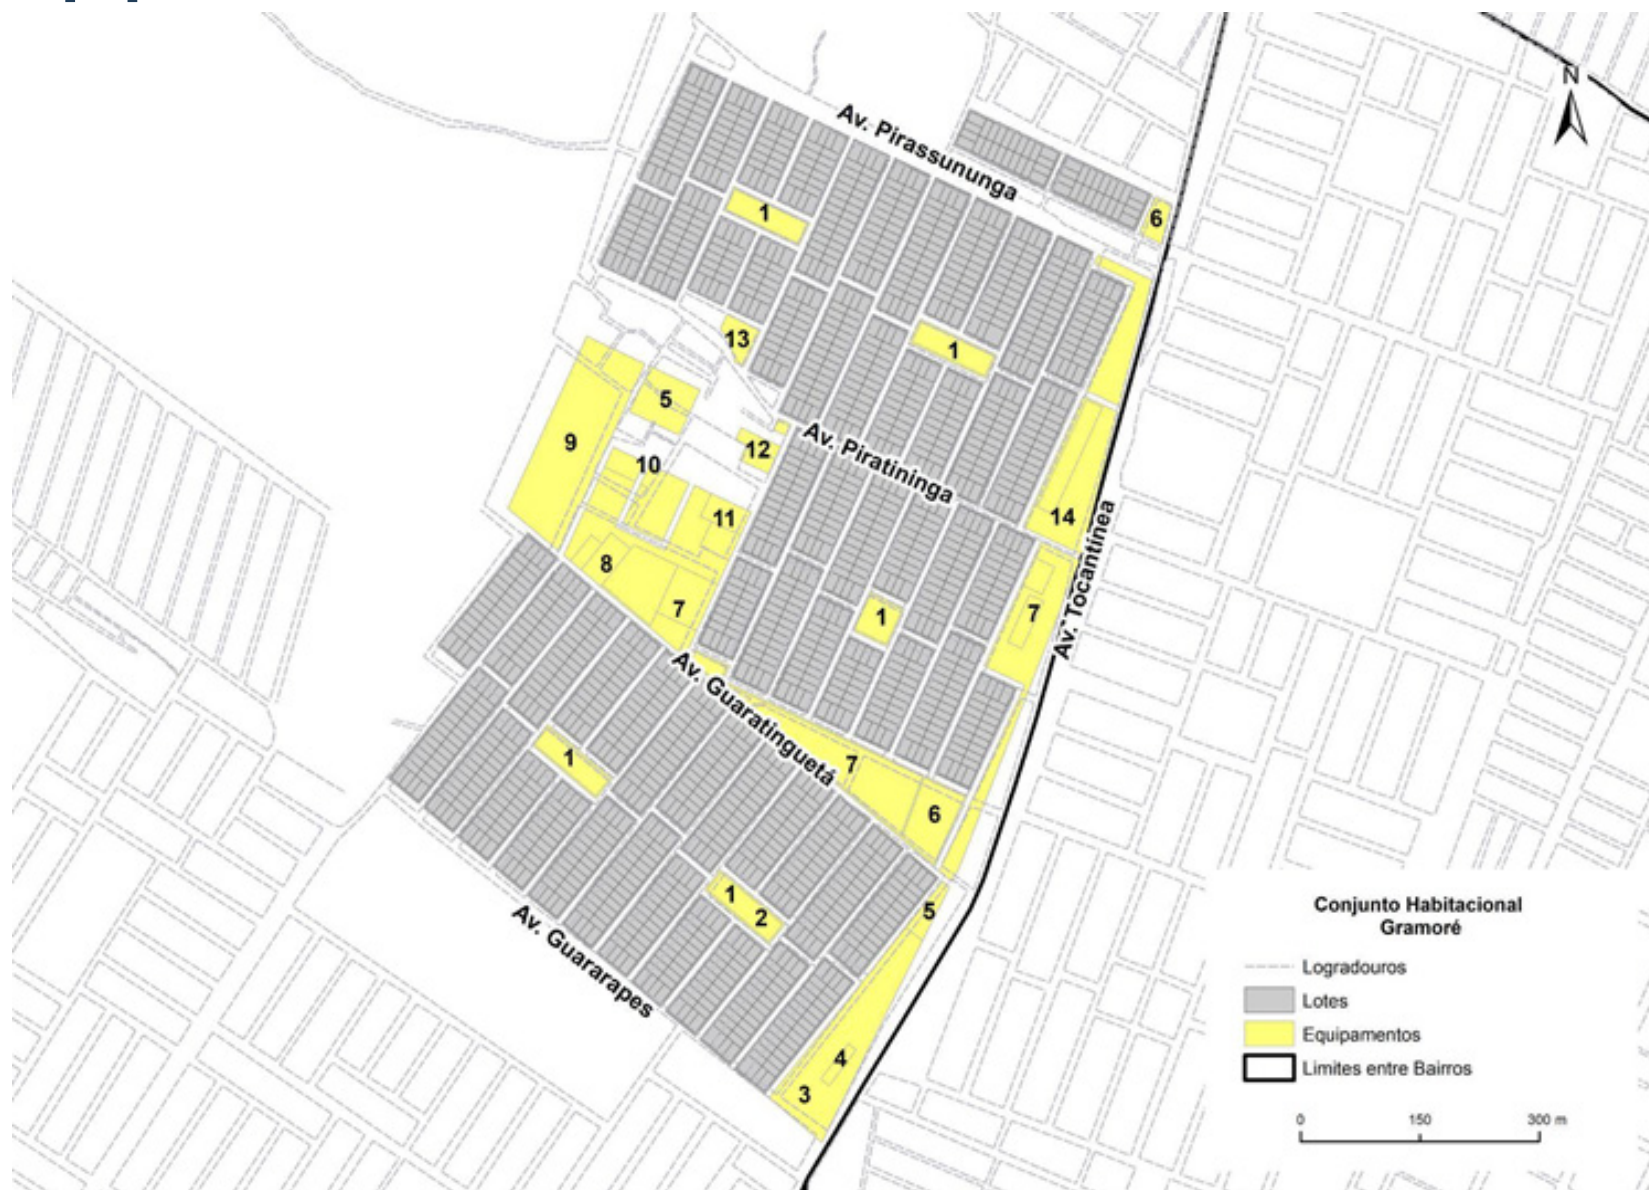 N
Av. Pirassununga
6
1
1
13
5
9
12
Av. Piratininga
10
11
14
8
7
1
7
Av. Tocantínea
Av. Guaratinguetá
1
7
6
1
2
5
Av. Guararapes
4
3
Conjunto Habitacional
Gramoré
Logradouros
Lotes
Equipamentos
Limites entre Bairros
0 150 300 m